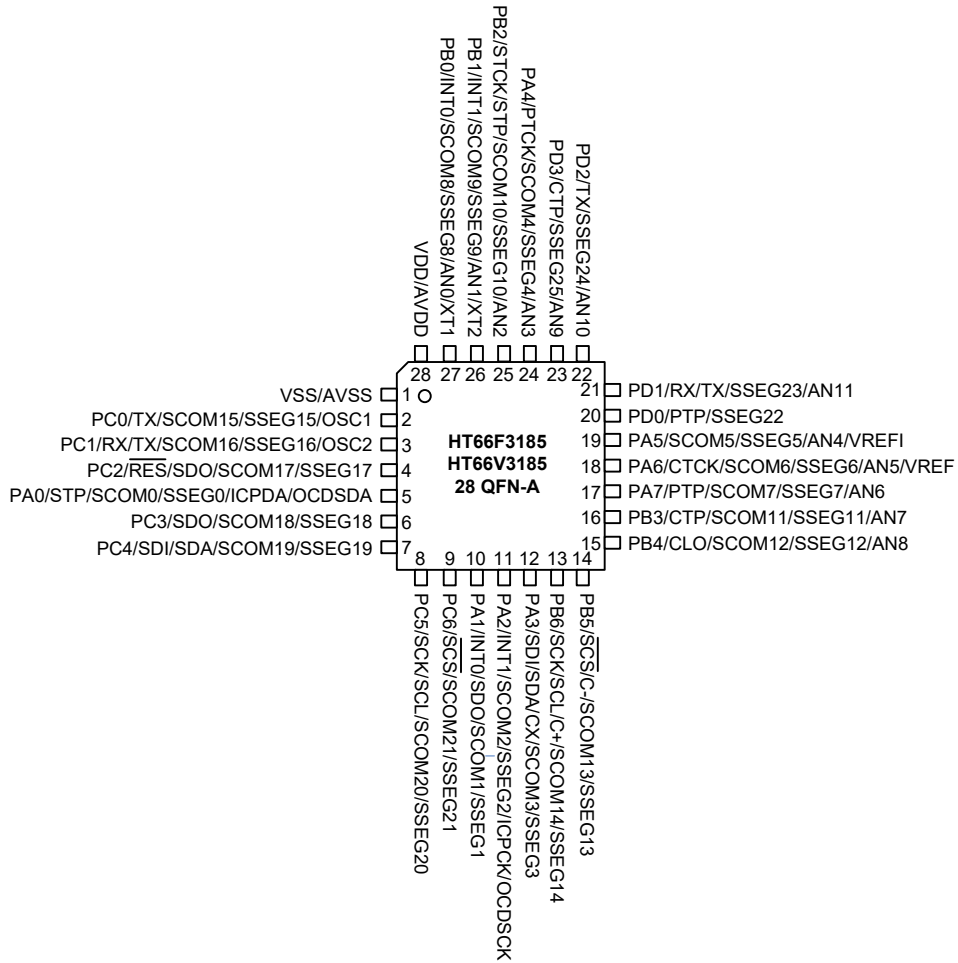 PB2/STCK/STP/SCOM10/SSEG10/AN2
PB1/INT1/SCOM9/SSEG9/AN1/XT2
PB0/INT0/SCOM8/SSEG8/AN0/XT1
VDD/AVDD
PA4/PTCK/SCOM4/SSEG4/AN3
PD3/CTP/SSEG25/AN9
PD2/TX/SSEG24/AN10
28 27 26 25 24 23 22
VSS/AVSS 1
PC0/TX/SCOM15/SSEG15/OSC1 2
PC1/RX/TX/SCOM16/SSEG16/OSC2 3
PC2/RES/SDO/SCOM17/SSEG17 4
PA0/STP/SCOM0/SSEG0/ICPDA/OCDSDA 5
PC3/SDO/SCOM18/SSEG18 6
PC4/SDI/SDA/SCOM19/SSEG19 7
HT66F3185
HT66V3185
28 QFN-A
21 PD1/RX/TX/SSEG23/AN11
20 PD0/PTP/SSEG22
19 PA5/SCOM5/SSEG5/AN4/VREFI
18 PA6/CTCK/SCOM6/SSEG6/AN5/VREF
17 PA7/PTP/SCOM7/SSEG7/AN6
16 PB3/CTP/SCOM11/SSEG11/AN7
15 PB4/CLO/SCOM12/SSEG12/AN8
8 9 10 11 12 13 14
PC5/SCK/SCL/SCOM20/SSEG20
PC6/SCS/SCOM21/SSEG21
PA1/INT0/SDO/SCOM1/SSEG1
PA2/INT1/SCOM2/SSEG2/ICPCK/OCDSCK
PA3/SDI/SDA/CX/SCOM3/SSEG3
PB6/SCK/SCL/C+/SCOM14/SSEG14
PB5/SCS/C-/SCOM13/SSEG13